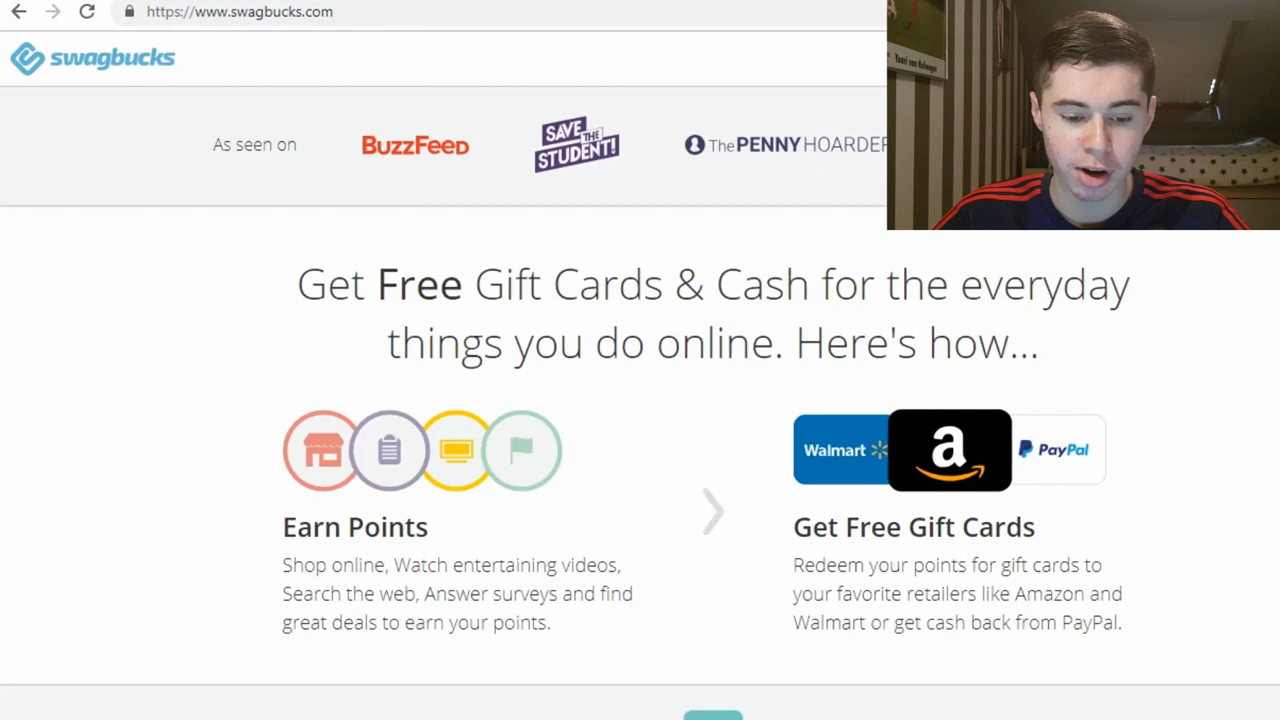 https://www.swagbucks.com
swagbucks
As seen on
BuzzFeed
SAVE
THE
STUDENT!
The PENNY HOARDER
Get Free Gift Cards & Cash for the everyday
things you do online. Here's how...
Walmart
a
PayPal
Earn Points
Shop online, Watch entertaining videos,
Search the web, Answer surveys and find
great deals to earn your points.
Get Free Gift Cards
Redeem your points for gift cards to
your favorite retailers like Amazon and
Walmart or get cash back from PayPal.